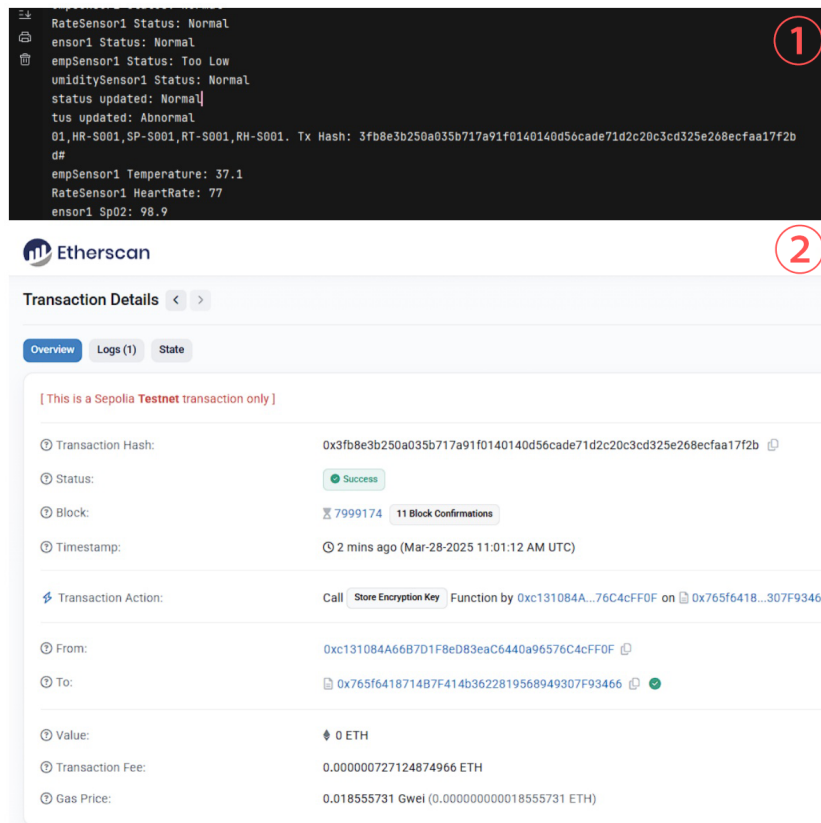 empSensor2 Status: Normal
RateSensor1 Status: Normal
ensor1 Status: Normal
empSensor1 Status: Too Low
umiditySensor1 Status: Normal
status updated: Normal
tus updated: Abnormal
01,HR-S001,SP-S001,RT-S001,RH-S001. Tx Hash: 3fb8e3b250a035b717a91f0140140d56cade71d2c20c3cd325e268ecfaa17f2b
d#
empSensor1 Temperature: 37.1
RateSensor1 HeartRate: 77
ensor1 SpO2: 98.9
1
Etherscan
2
Transaction Details < >
Overview Logs (1) State
[ This is a Sepolia Testnet transaction only ]
Transaction Hash: 0x3fb8e3b250a035b717a91f0140140d56cade71d2c20c3cd325e268ecfaa17f2b
Status: Success
Block: 7999174 11 Block Confirmations
Timestamp: 2 mins ago (Mar-28-2025 11:01:12 AM UTC)
Transaction Action: Call Store Encryption Key Function by 0xc131084A...76C4cFF0F on 0x765f6418...307F9346
From: 0xc131084A66B7D1F8eD83eaC6440a96576C4cFF0F
To: 0x765f6418714B7F414b3622819568949307F93466
Value: 0 ETH
Transaction Fee: 0.000000727124874966 ETH
Gas Price: 0.018555731 Gwei (0.000000000018555731 ETH)